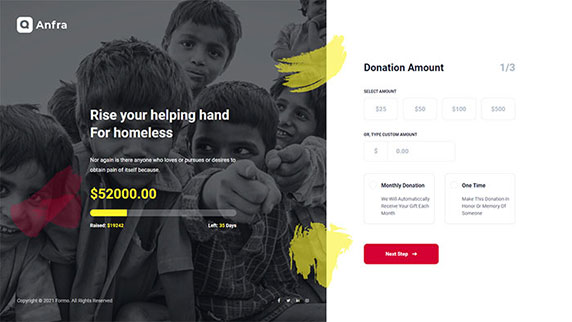 Anfra
Rise your helping hand
For homeless
Nor again is there anyone who loves or pursues or desires to
obtain pain of itself because.
$52000.00
Raised: $19242
Left: 35 Days
Copyright © 2021 Formo. All Rights Reserved
Donation Amount
1/3
SELECT AMOUNT
$25
$50
$100
$500
OR, TYPE CUSTOM AMOUNT
$
0.00
Monthly Donation
We Will Automatically
Receive Your Gift Each
Month
One Time
Make This Donation In
Honor Or Memory Of
Someone
Next Step